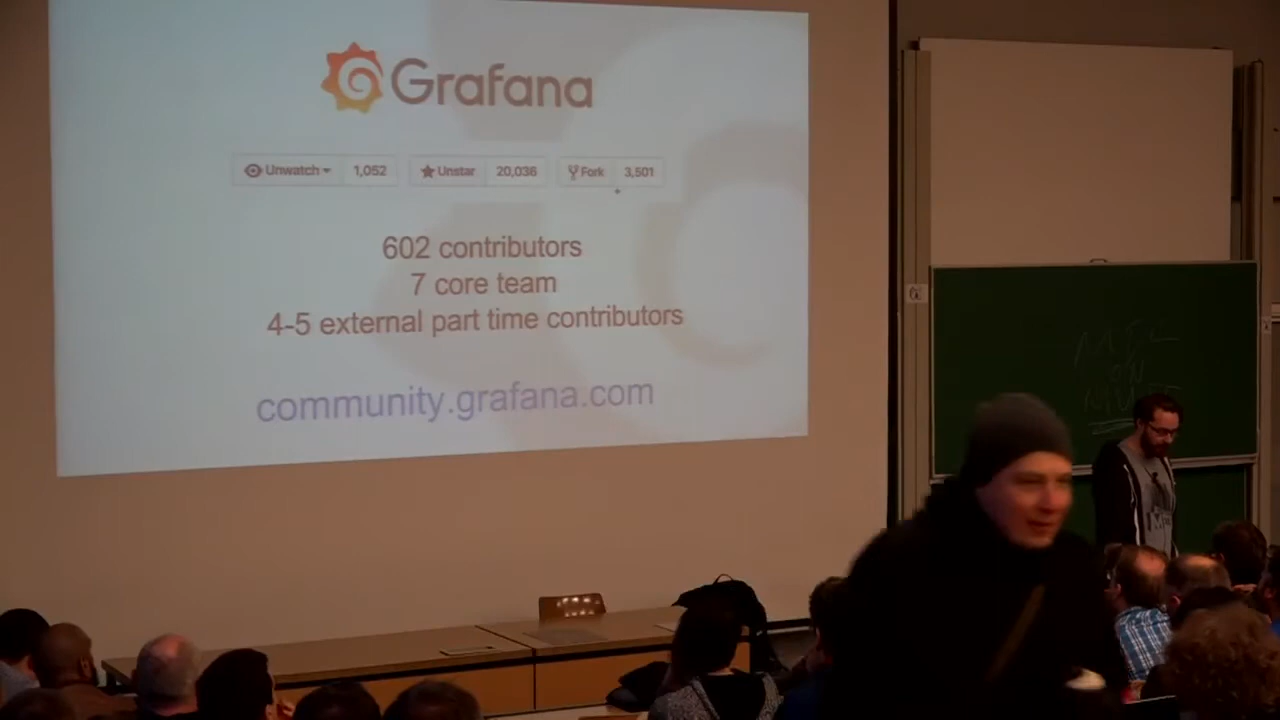 Grafana
Unwatch 1,052 Unstar 20,036 Fork 3,501
602 contributors
7 core team
4-5 external part time contributors
community.grafana.com